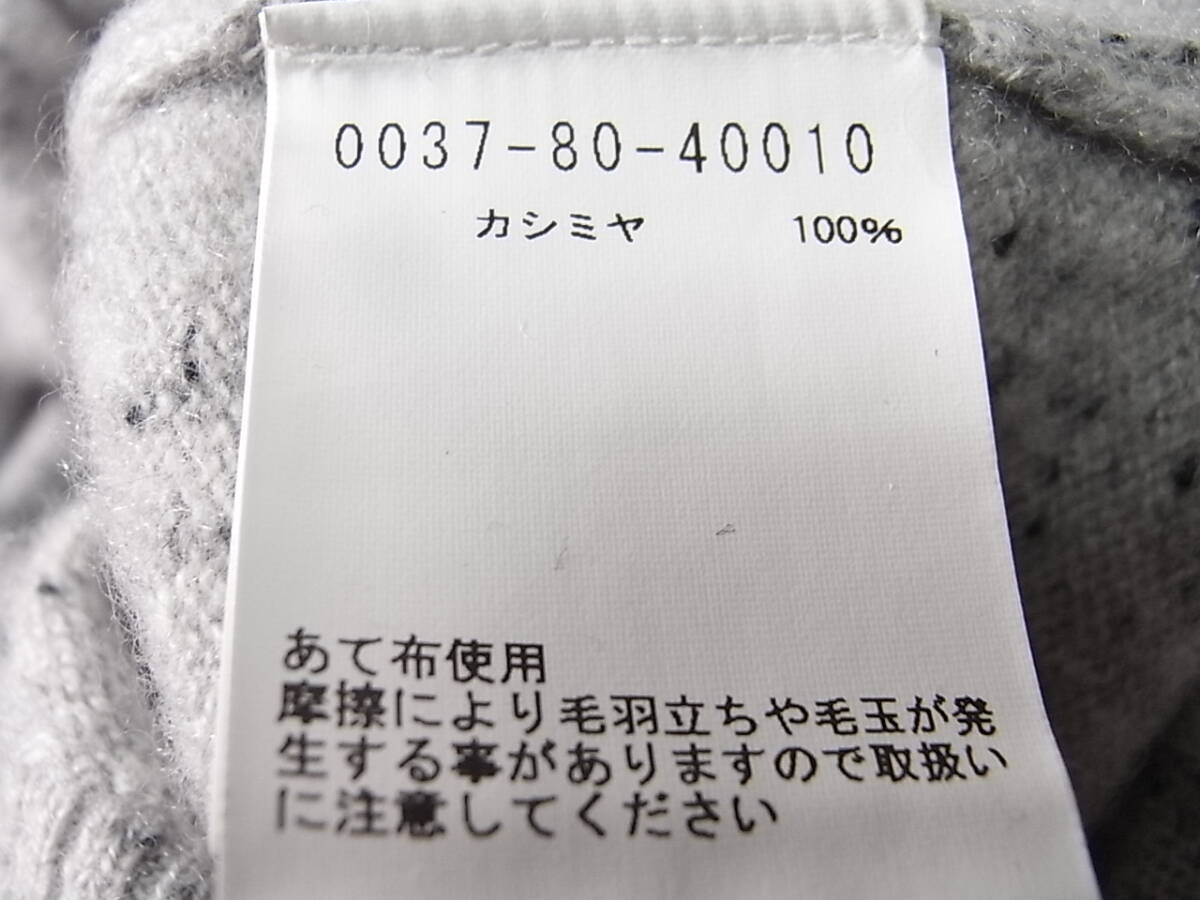 0037-80-40010
カシミヤ 100%
あて布使用
摩擦により毛羽立ちや毛玉が発
生する事がありますので取扱い
に注意してください